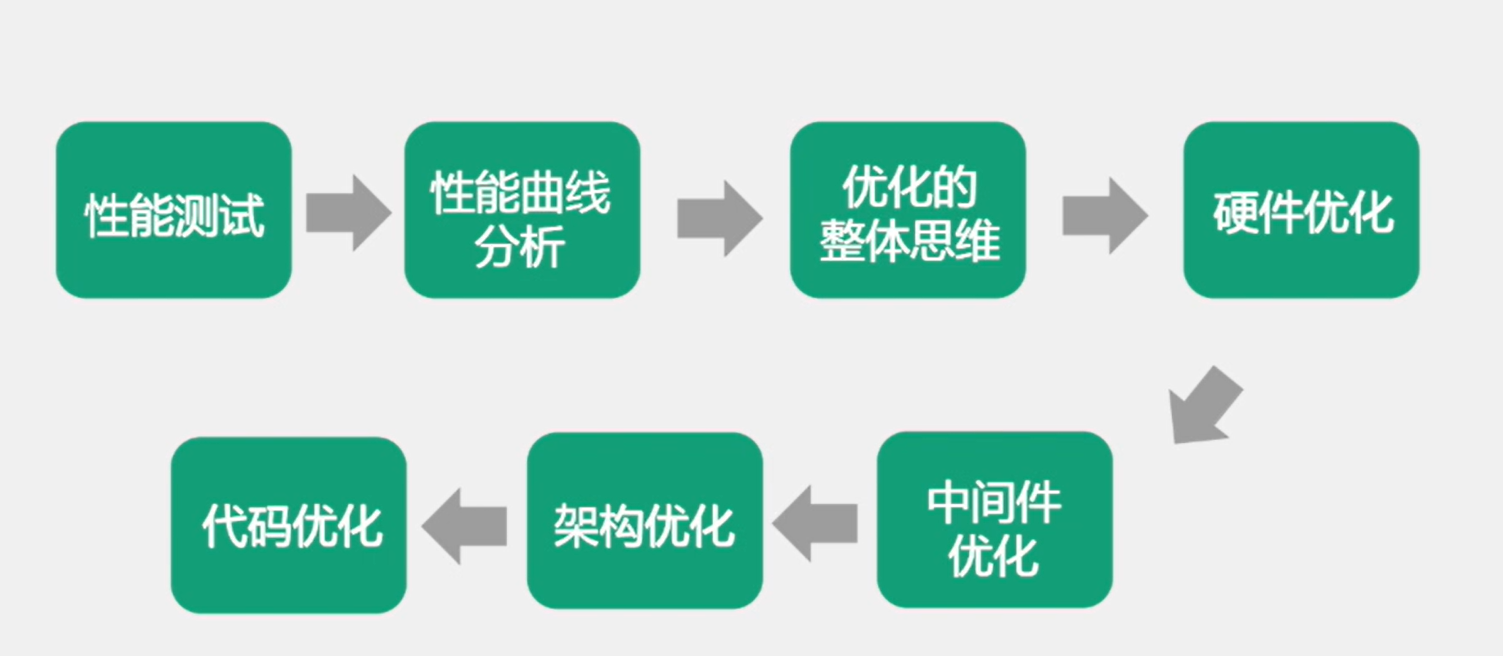 性能测试
性能曲线
分析
优化的
整体思维
硬件优化
中间件
优化
架构优化
代码优化